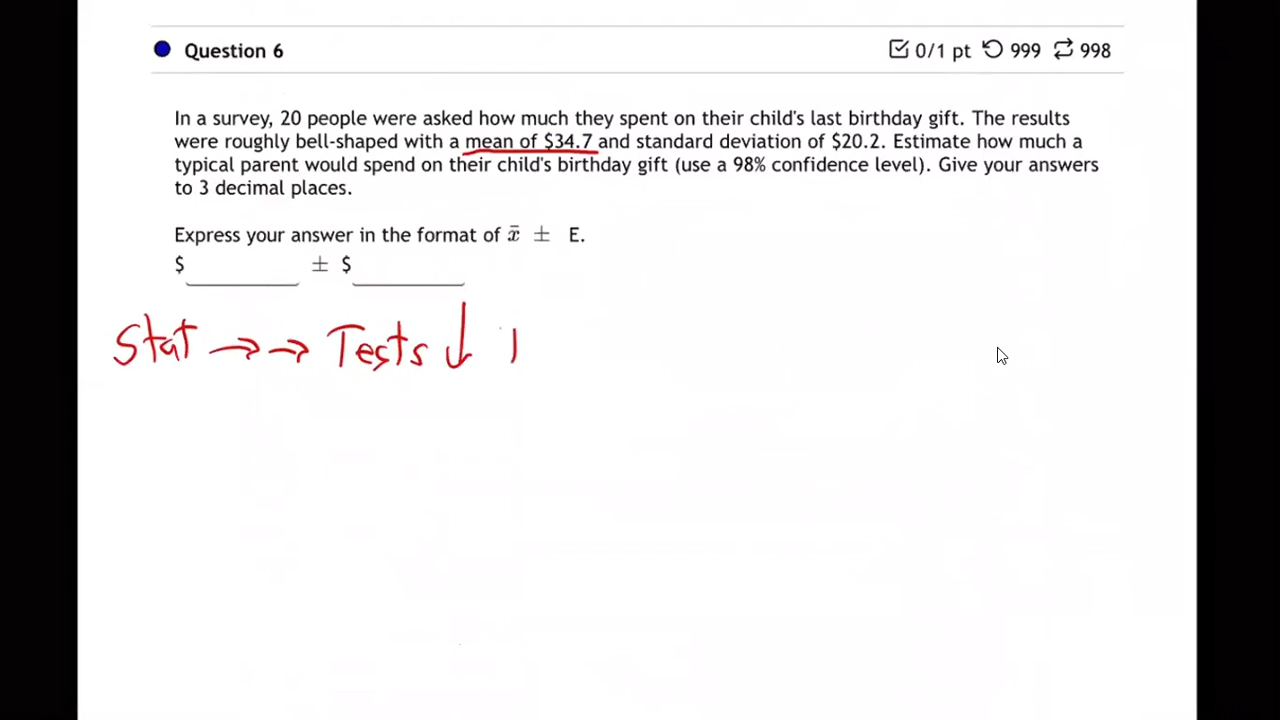 Question 6
0/1 pt 999 998
In a survey, 20 people were asked how much they spent on their child's last birthday gift. The results
were roughly bell-shaped with a mean of $34.7 and standard deviation of $20.2. Estimate how much a
typical parent would spend on their child's birthday gift (use a 98% confidence level). Give your answers
to 3 decimal places.
Express your answer in the format of x̄ ± E.
$ ± $
Stat →→ Tests ↓